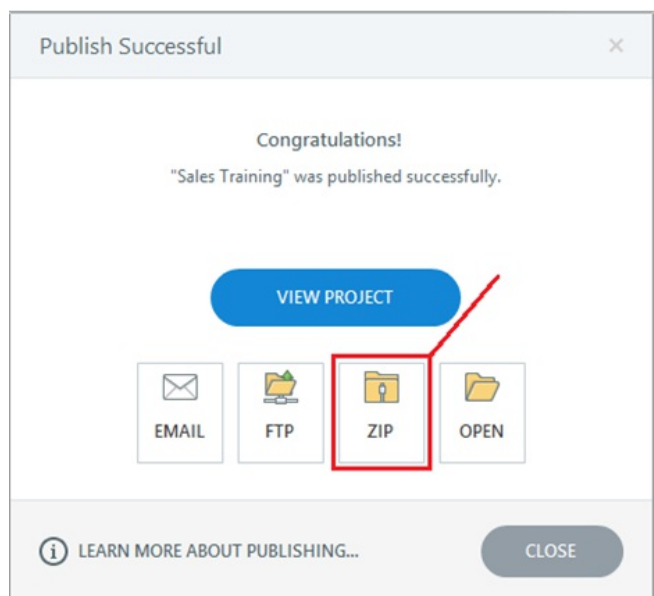 Publish Successful
Congratulations!
"Sales Training" was published successfully.
VIEW PROJECT
EMAIL FTP ZIP OPEN
LEARN MORE ABOUT PUBLISHING...
CLOSE